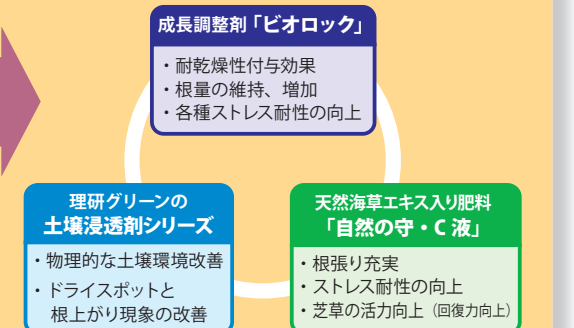 成長調整剤「ビオロック」
・耐乾燥性付与効果
・根量の維持、増加
・各種ストレス耐性の向上
理研グリーンの
土壌浸透剤シリーズ
・物理的な土壌環境改善
・ドライスポットと
根上がり現象の改善
天然海草エキス入り肥料
「自然の守・C 液」
・根張り充実
・ストレス耐性の向上
・芝草の活力向上（回復力向上）